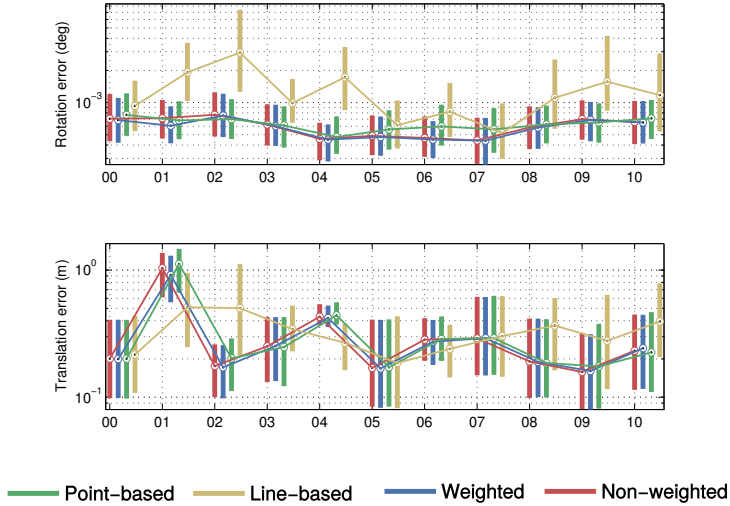 Rotation error (deg)
10⁻³
00 01 02 03 04 05 06 07 08 09 10
Translation error (m)
10⁰
10⁻¹
00 01 02 03 04 05 06 07 08 09 10
Point−based Line−based Weighted Non−weighted